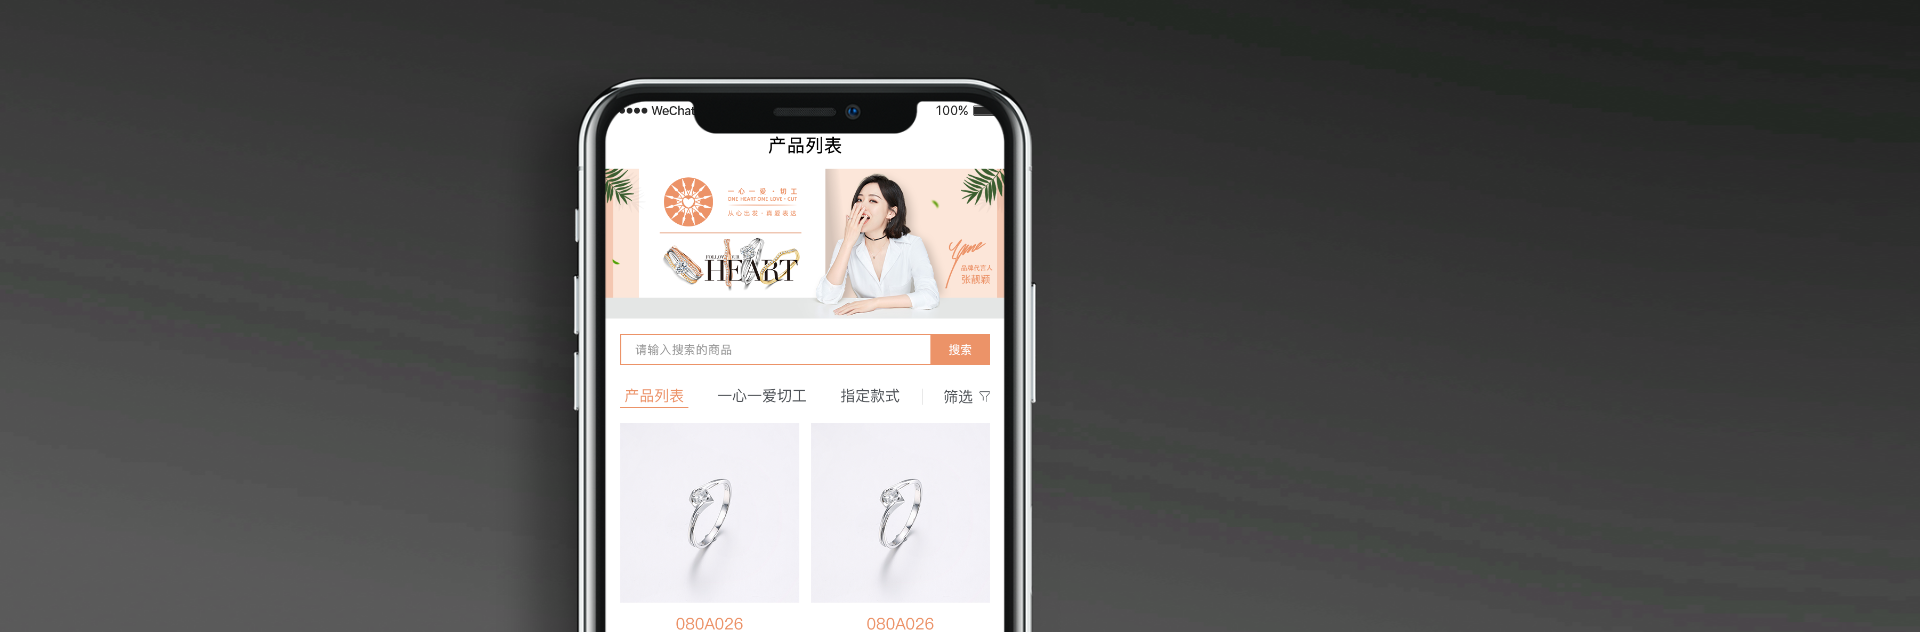 WeChat
100%
产品列表
一心一爱·切工
ONE HEART ONE LOVE·CUT
从心出发·真爱表达
FOLLOW YOUR
HEART
Yane
品牌代言人
张靓颖
请输入搜索的商品
搜索
产品列表
一心一爱切工
指定款式
筛选
080A026
080A026